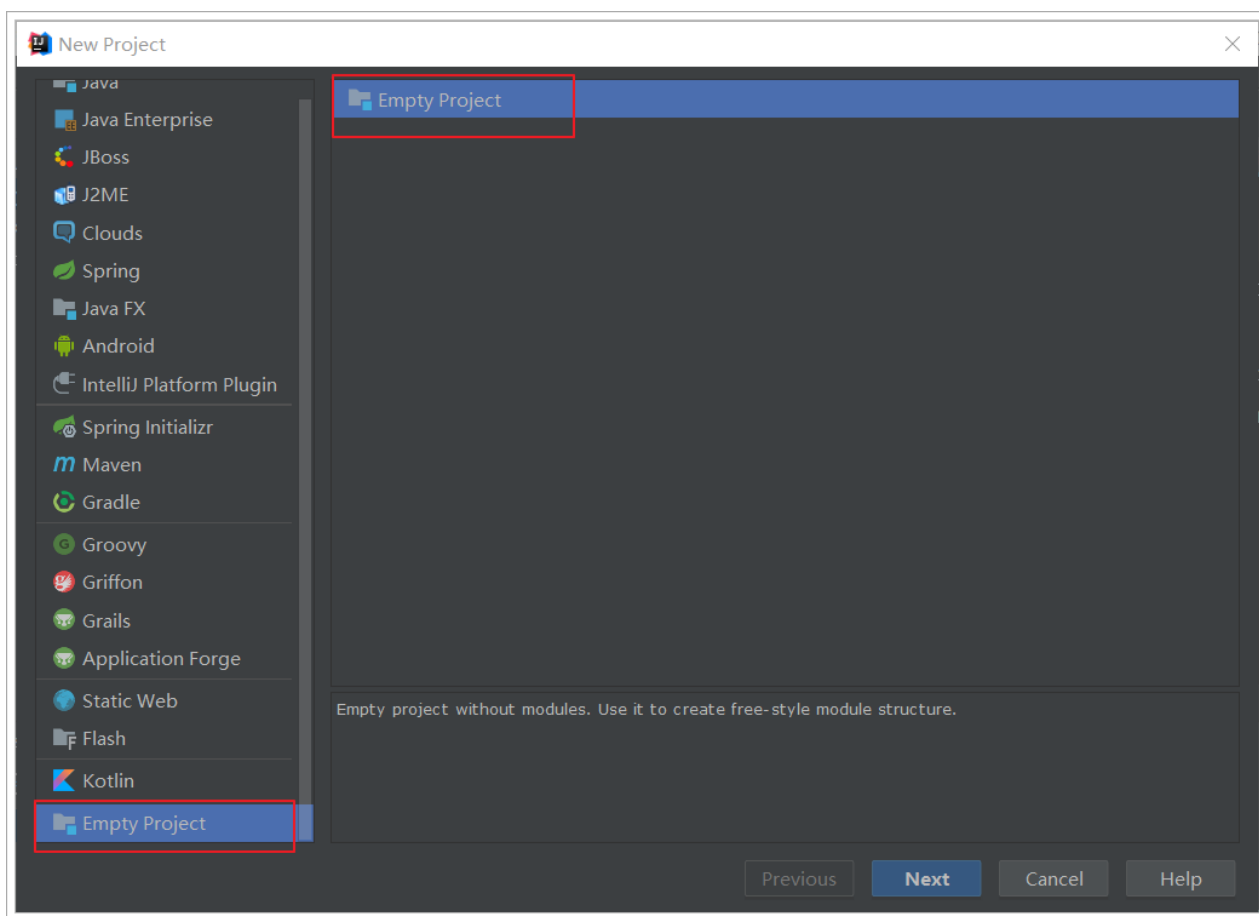 New Project
Java
Java Enterprise
JBoss
J2ME
Clouds
Spring
Java FX
Android
IntelliJ Platform Plugin
Spring Initializr
Maven
Gradle
Groovy
Griffon
Grails
Application Forge
Static Web
Flash
Kotlin
Empty Project
Empty Project
Empty project without modules. Use it to create free-style module structure.
Previous
Next
Cancel
Help